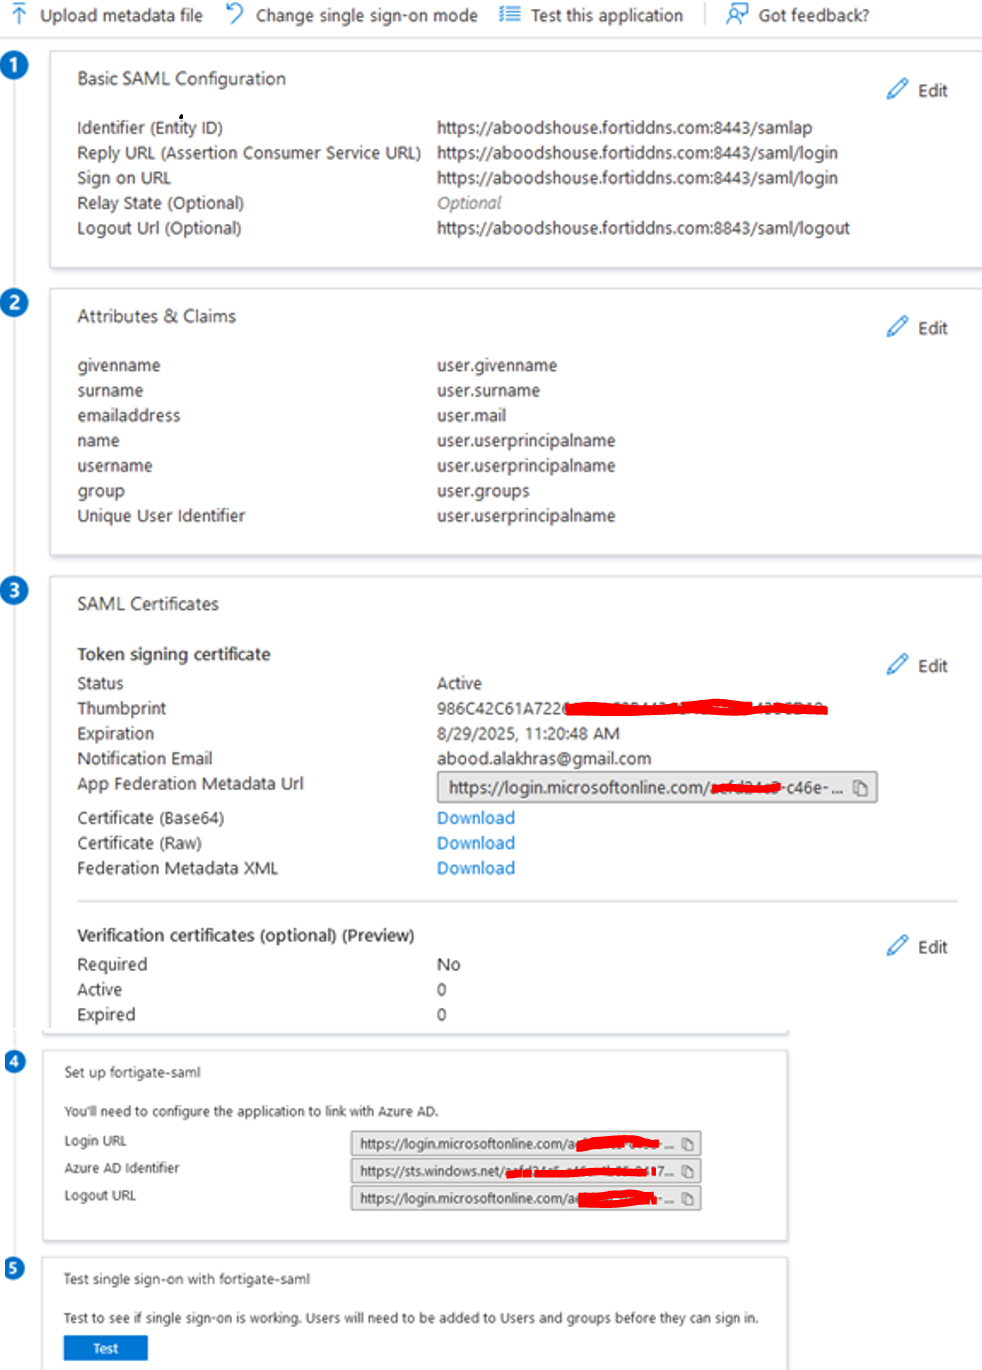 Upload metadata file Change single sign-on mode Test this application Got feedback?
1
Basic SAML Configuration
Edit
Identifier (Entity ID) https://aboodshouse.fortiddns.com:8443/samlap
Reply URL (Assertion Consumer Service URL) https://aboodshouse.fortiddns.com:8443/saml/login
Sign on URL https://aboodshouse.fortiddns.com:8443/saml/login
Relay State (Optional) Optional
Logout Url (Optional) https://aboodshouse.fortiddns.com:8843/saml/logout
2
Attributes & Claims
Edit
givenname user.givenname
surname user.surname
emailaddress user.mail
name user.userprincipalname
username user.userprincipalname
group user.groups
Unique User Identifier user.userprincipalname
3
SAML Certificates
Token signing certificate
Edit
Status Active
Thumbprint 986C42C61A7226
Expiration 8/29/2025, 11:20:48 AM
Notification Email abood.alakhras@gmail.com
App Federation Metadata Url https://login.microsoftonline.com/ -c46e-...
Certificate (Base64) Download
Certificate (Raw) Download
Federation Metadata XML Download
Verification certificates (optional) (Preview)
Edit
Required No
Active 0
Expired 0
4
Set up fortigate-saml
You'll need to configure the application to link with Azure AD.
Login URL https://login.microsoftonline.com/a -...
Azure AD Identifier https://sts.windows.net/ 7...
Logout URL https://login.microsoftonline.com/a -...
5
Test single sign-on with fortigate-saml
Test to see if single sign-on is working. Users will need to be added to Users and groups before they can sign in.
Test